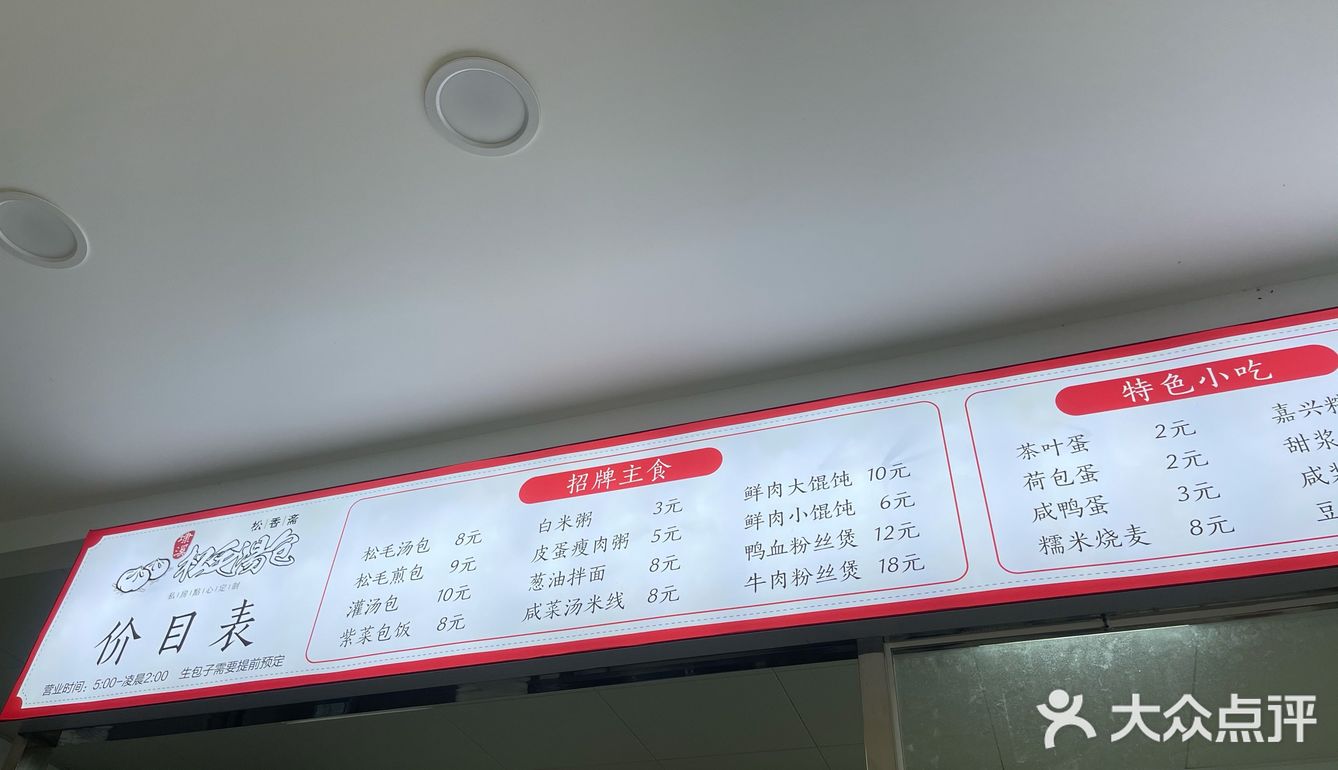 松香斋
松毛汤包
私房點心定制
价目表
营业时间：5:00-凌晨2:00 生包子需要提前预定
招牌主食
松毛汤包 8元
松毛煎包 9元
灌汤包 10元
紫菜包饭 8元
白米粥 3元
皮蛋瘦肉粥 5元
葱油拌面 8元
咸菜汤米线 8元
鲜肉大馄饨 10元
鲜肉小馄饨 6元
鸭血粉丝煲 12元
牛肉粉丝煲 18元
特色小吃
茶叶蛋 2元
荷包蛋 2元
咸鸭蛋 3元
糯米烧麦 8元
嘉兴粽
甜浆
咸浆
豆
大众点评